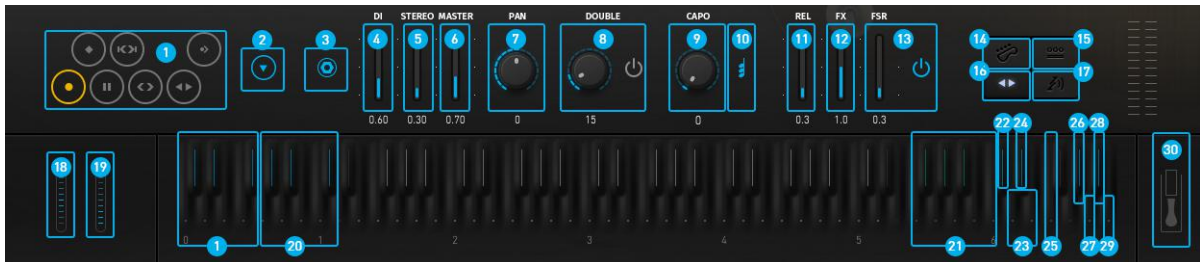 DI STEREO MASTER PAN DOUBLE CAPO REL FX FSR
1 2 3 4 5 6 7 8 9 10 11 12 13 14 15
16 17
0.60 0.30 0.70 0 15 0 0.3 1.0 0.3
18 19 22 24 26 28 30
0 1 2 3 4 5 6
1 20 21 23 25 27 29